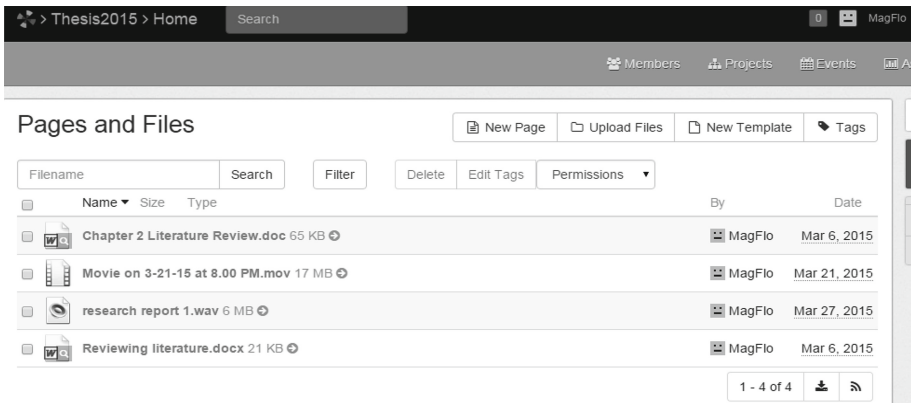 > Thesis2015 > Home Search 0 MagFlo
Members Projects Events
Pages and Files New Page Upload Files New Template Tags
Filename Search Filter Delete Edit Tags Permissions
Name Size Type By Date
Chapter 2 Literature Review.doc 65 KB MagFlo Mar 6, 2015
Movie on 3-21-15 at 8.00 PM.mov 17 MB MagFlo Mar 21, 2015
research report 1.wav 6 MB MagFlo Mar 27, 2015
Reviewing literature.docx 21 KB MagFlo Mar 6, 2015
1 - 4 of 4